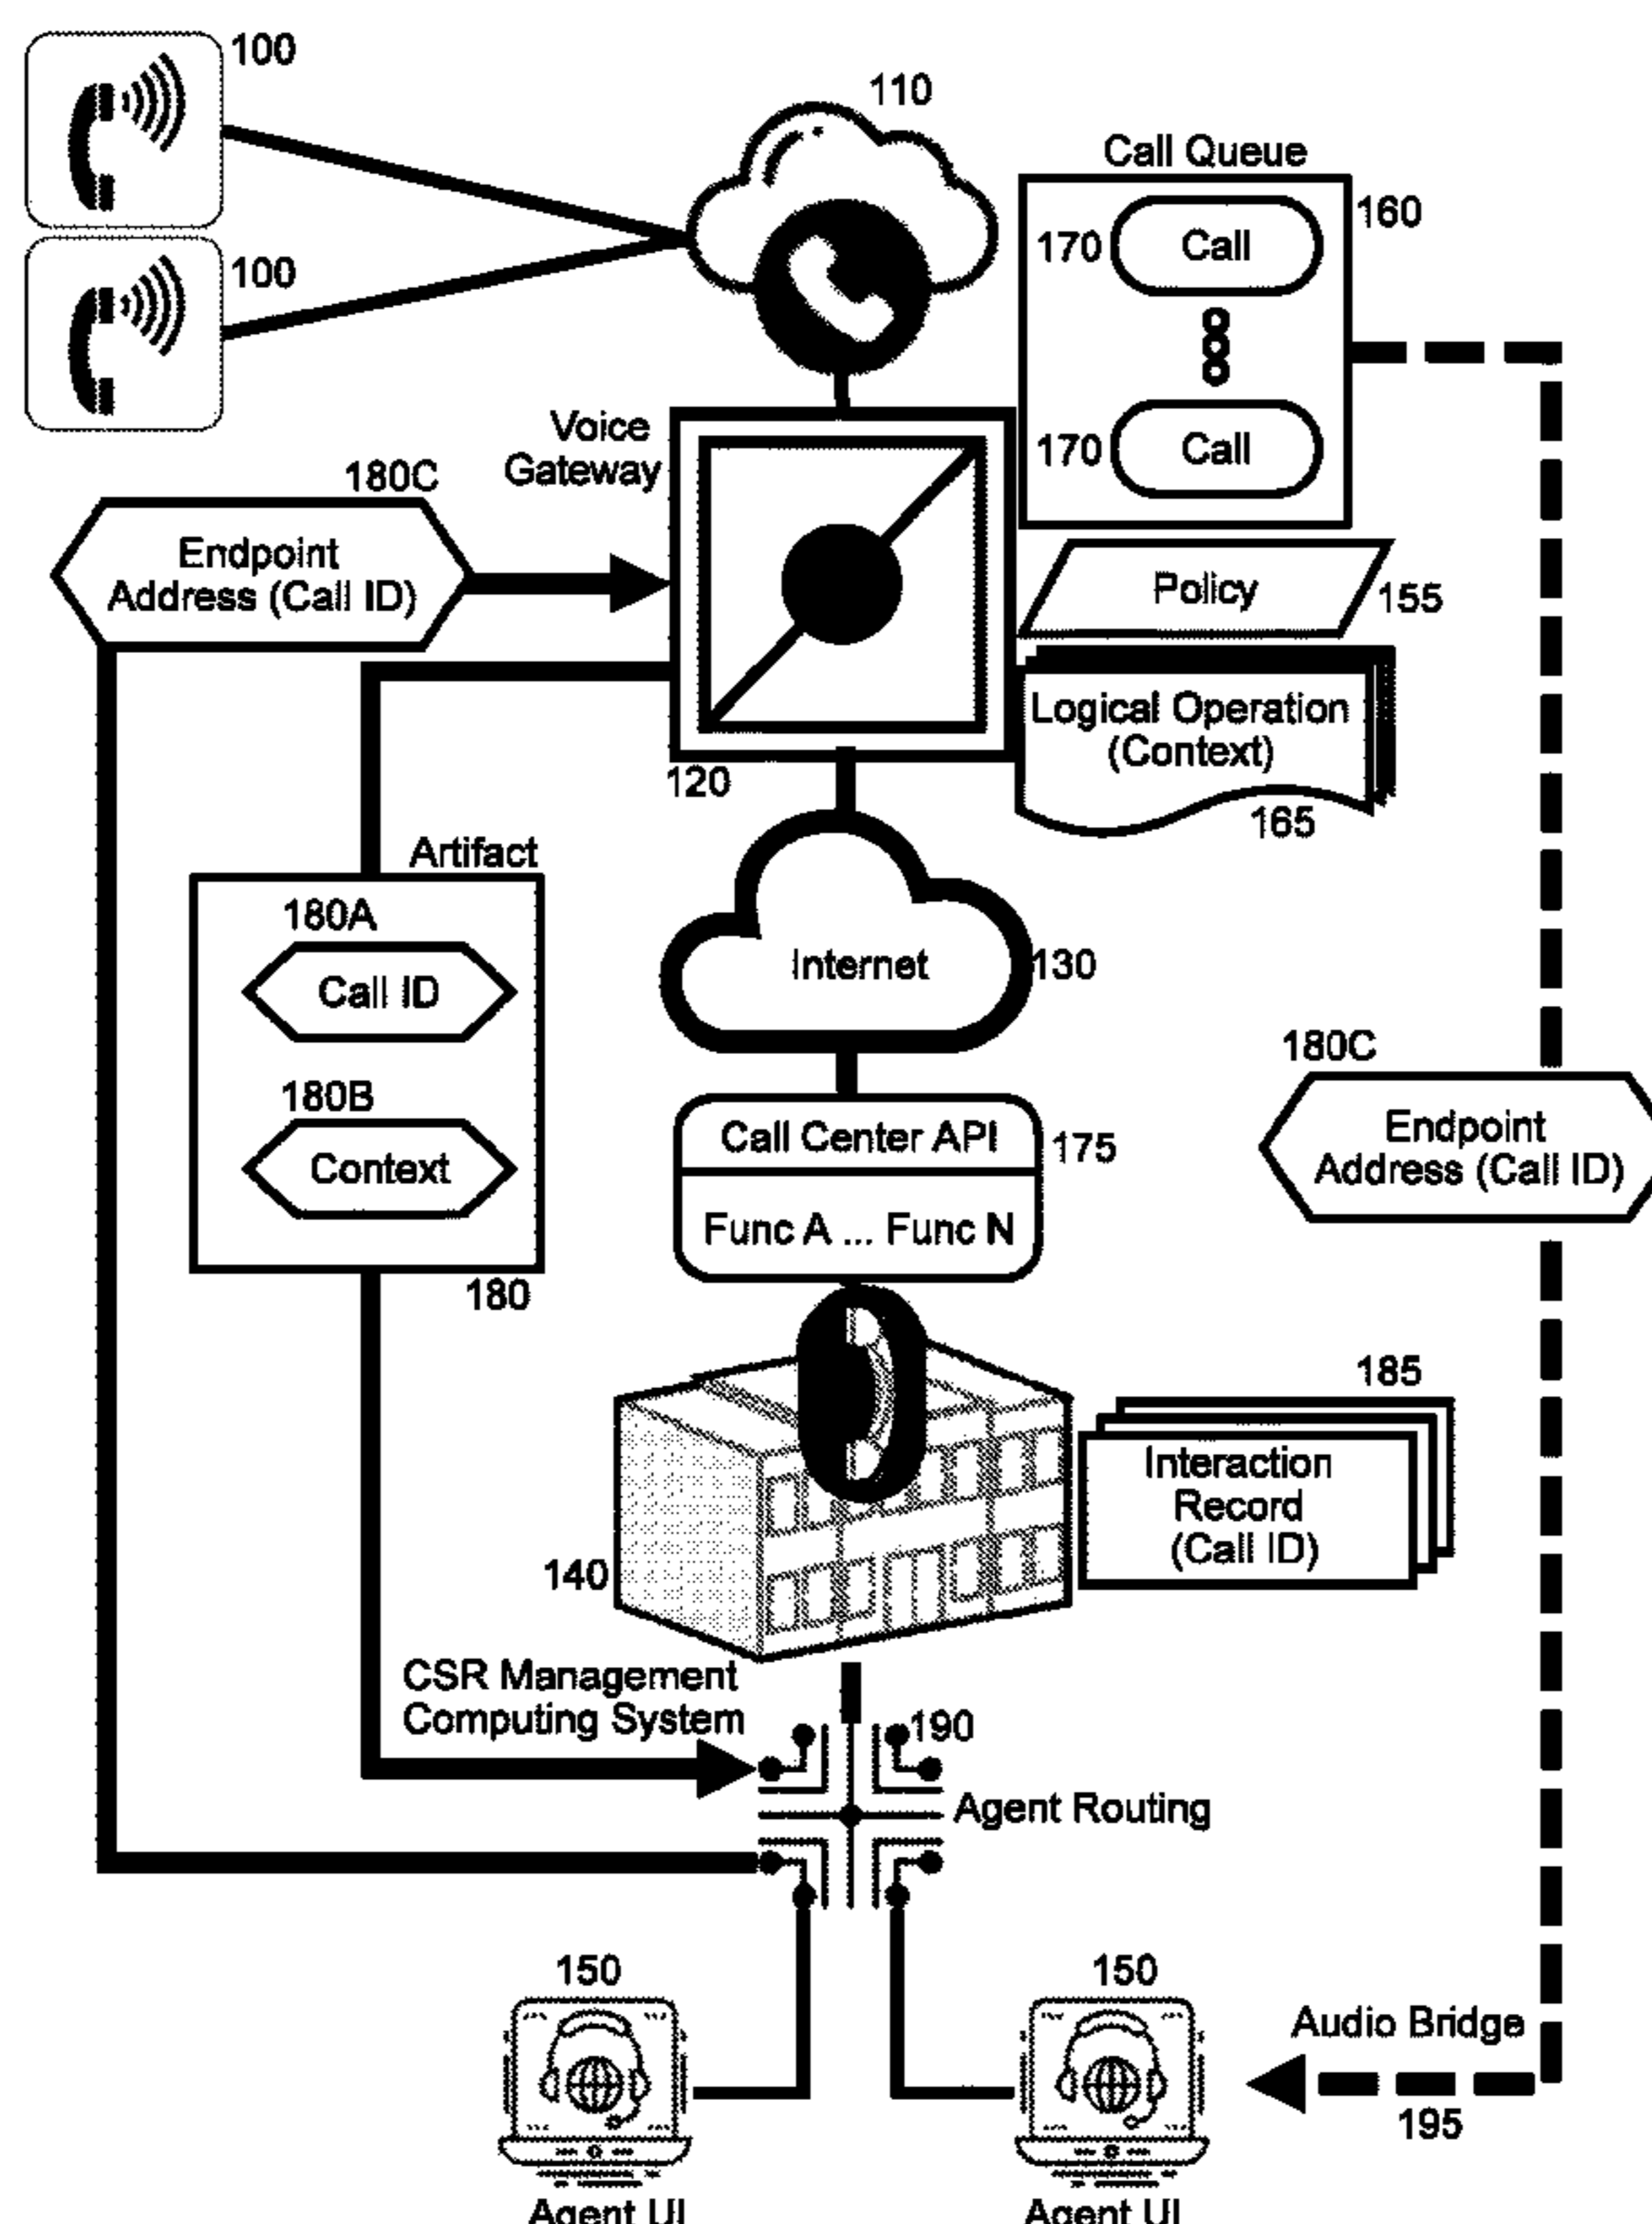 100
110
Call Queue
160
170
Call
100
170
Call
Voice
Gateway
180C
Endpoint
Address (Call ID)
Policy
155
Logical Operation
(Context)
120
165
Artifact
180A
Call ID
Internet
130
180B
Context
180
180C
Endpoint
Address (Call ID)
Call Center API
175
Func A ... Func N
185
Interaction
Record
(Call ID)
140
CSR Management
Computing System
190
Agent Routing
150
150
Audio Bridge
195
Agent UI
Agent UI